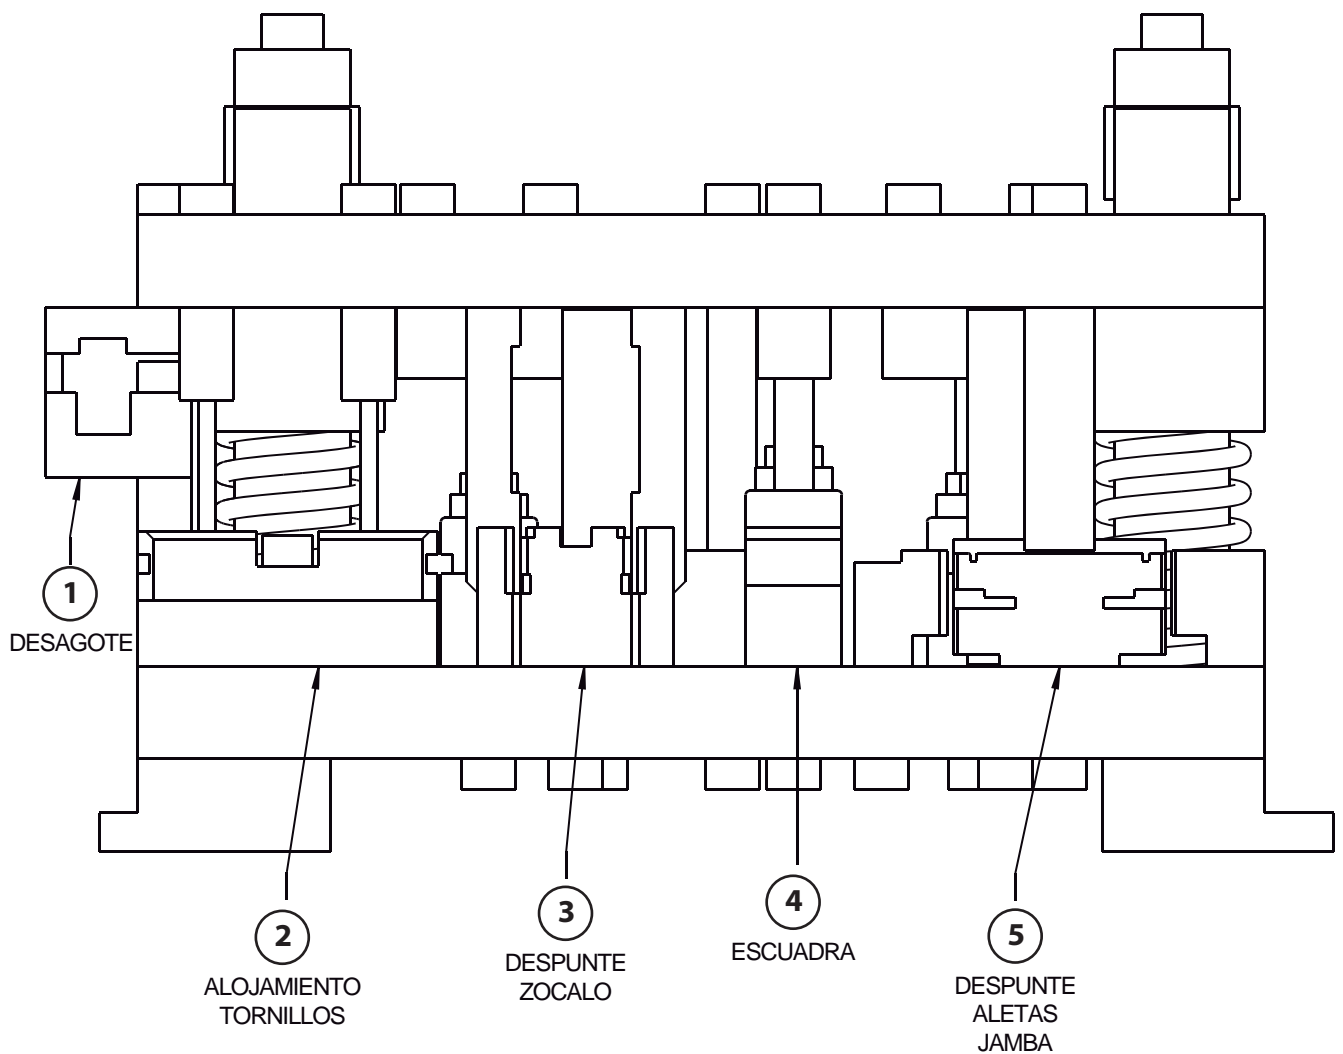 1
DESAGOTE
2
ALOJAMIENTO
TORNILLOS
3
DESPUNTE
ZOCALO
4
ESCUADRA
5
DESPUNTE
ALETAS
JAMBA